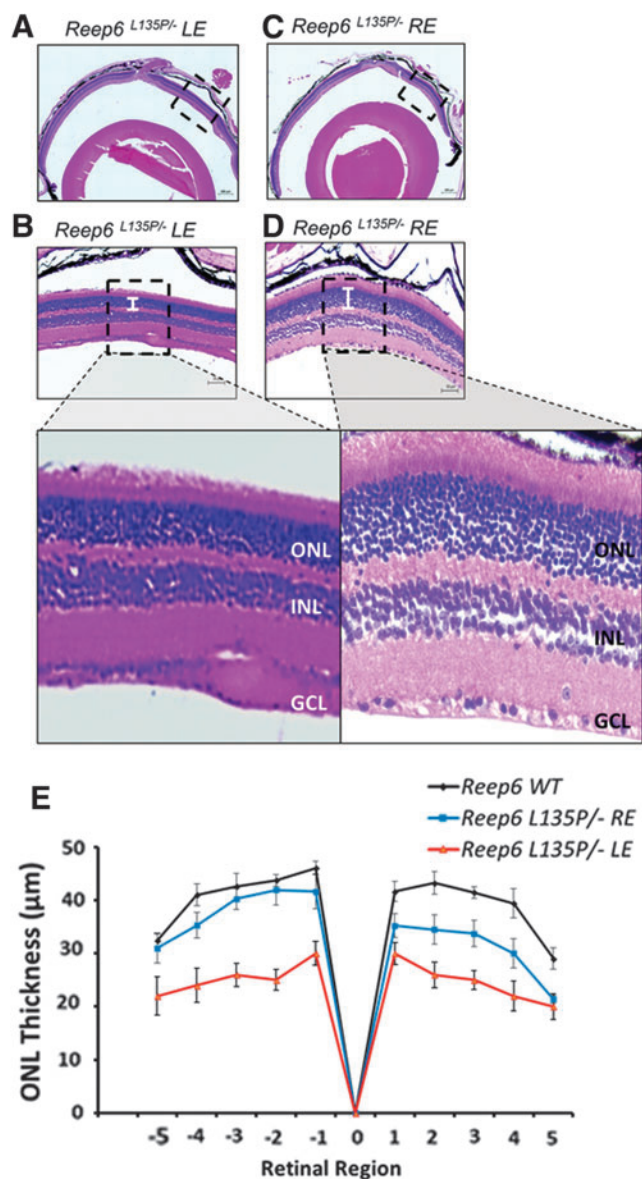 A Reep6 L135P/- LE
C Reep6 L135P/- RE
B Reep6 L135P/- LE
D Reep6 L135P/- RE
ONL
INL
GCL
ONL
INL
GCL
E
Reep6 WT
Reep6 L135P/- RE
Reep6 L135P/- LE
ONL Thickness (µm)
50
40
30
20
10
0
-5 -4 -3 -2 -1 0 1 2 3 4 5
Retinal Region